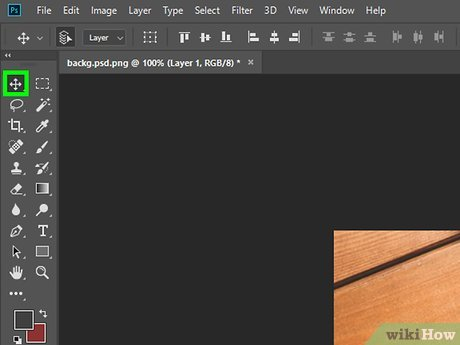 Ps File Edit Image Layer Type Select Filter 3D View Window Help
Layer
backg.psd.png @ 100% (Layer 1, RGB/8) * ×
T
wikiHow